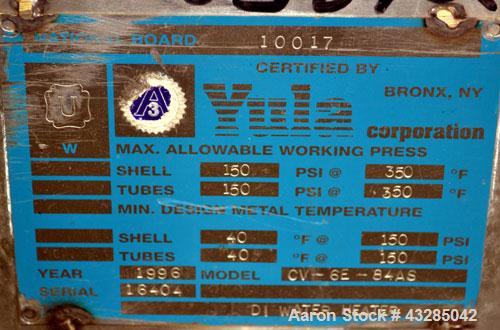 NATIONAL BOARD 10017
CERTIFIED BY
BRONX, NY
U
A
3
Yula corporation
W
MAX. ALLOWABLE WORKING PRESS
SHELL 150 PSI @ 350 °F
TUBES 150 PSI @ 350 °F
MIN. DESIGN METAL TEMPERATURE
SHELL 40 °F @ 150 PSI
TUBES 40 °F @ 150 PSI
YEAR 1996 MODEL CV-6E-84AS
SERIAL 16404
DI WATER HEATER
Aaron Stock # 43285042